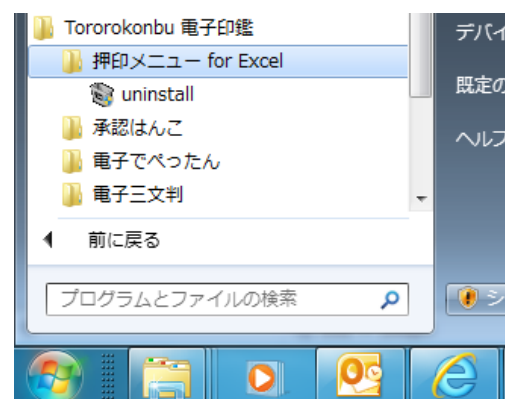 Tororokonbu 電子印鑑
押印メニュー for Excel
uninstall
承認はんこ
電子でぺったん
電子三文判
前に戻る
プログラムとファイルの検索
デバイ
既定の
ヘルプ
シ